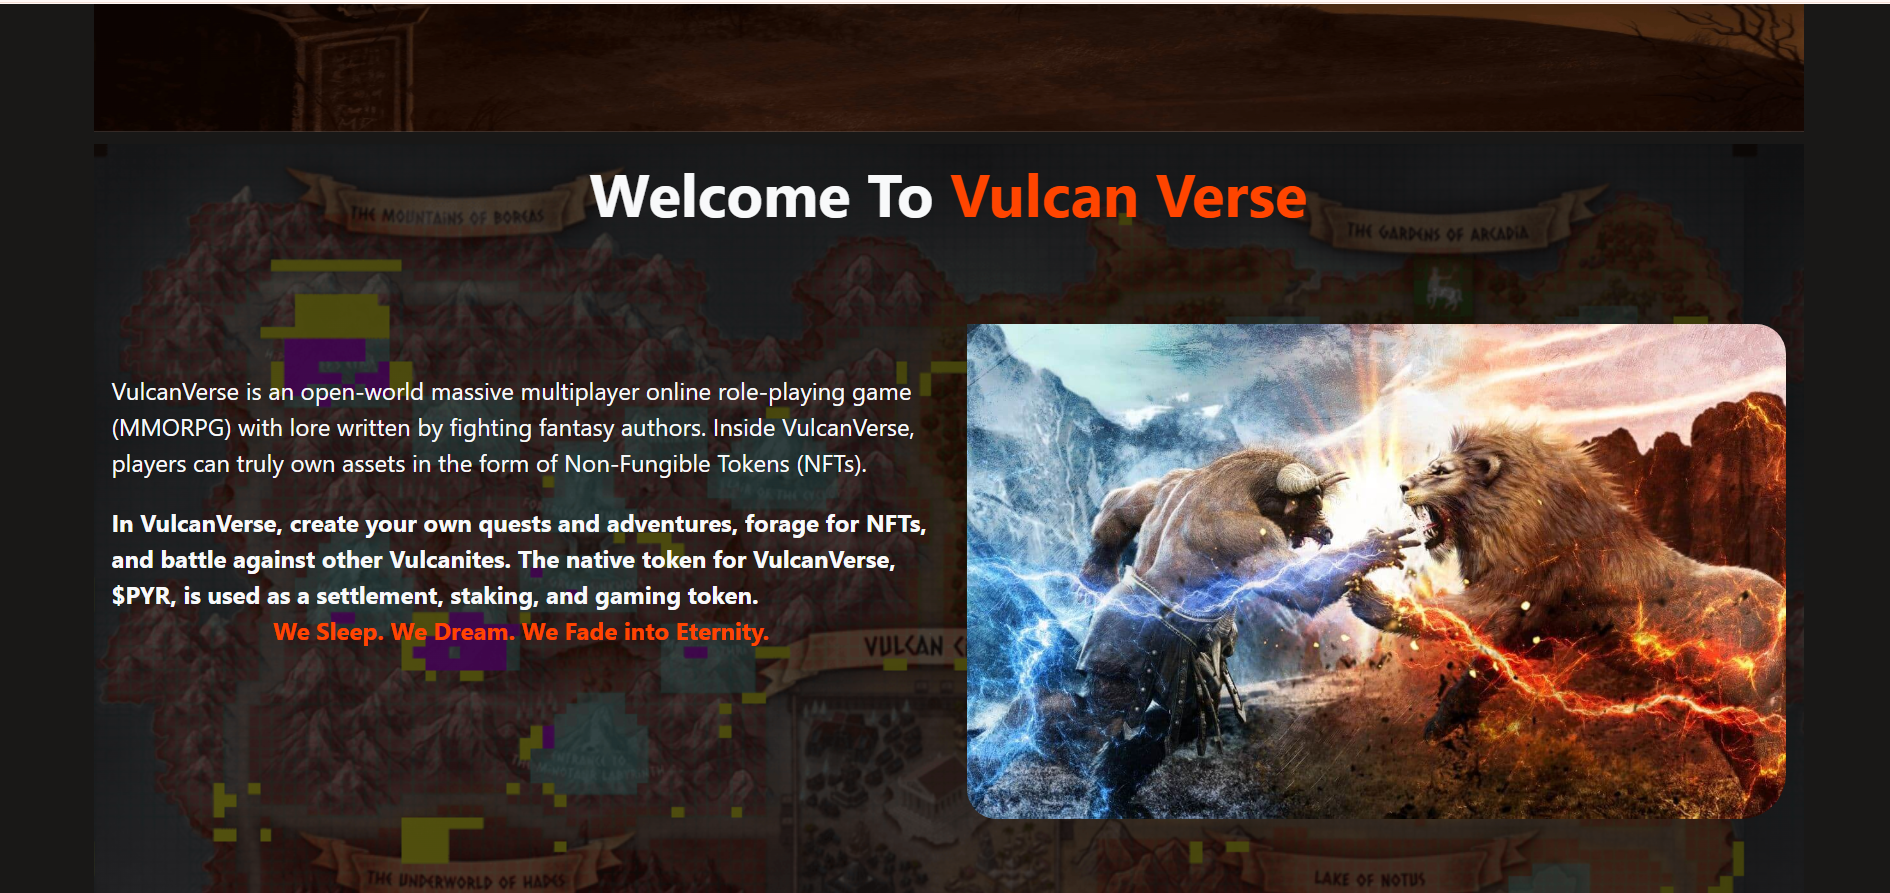 Welcome To Vulcan Verse
THE MOUNTAINS OF BOREAS
THE GARDENS OF ARCADIA
VulcanVerse is an open-world massive multiplayer online role-playing game
(MMORPG) with lore written by fighting fantasy authors. Inside VulcanVerse,
players can truly own assets in the form of Non-Fungible Tokens (NFTs).
In VulcanVerse, create your own quests and adventures, forage for NFTs,
and battle against other Vulcanites. The native token for VulcanVerse,
$PYR, is used as a settlement, staking, and gaming token.
We Sleep. We Dream. We Fade into Eternity.
VULCAN
ENTRANCE TO
LABYRINTH
THE UNDERWORLD OF HADES
LAKE OF NOTUS